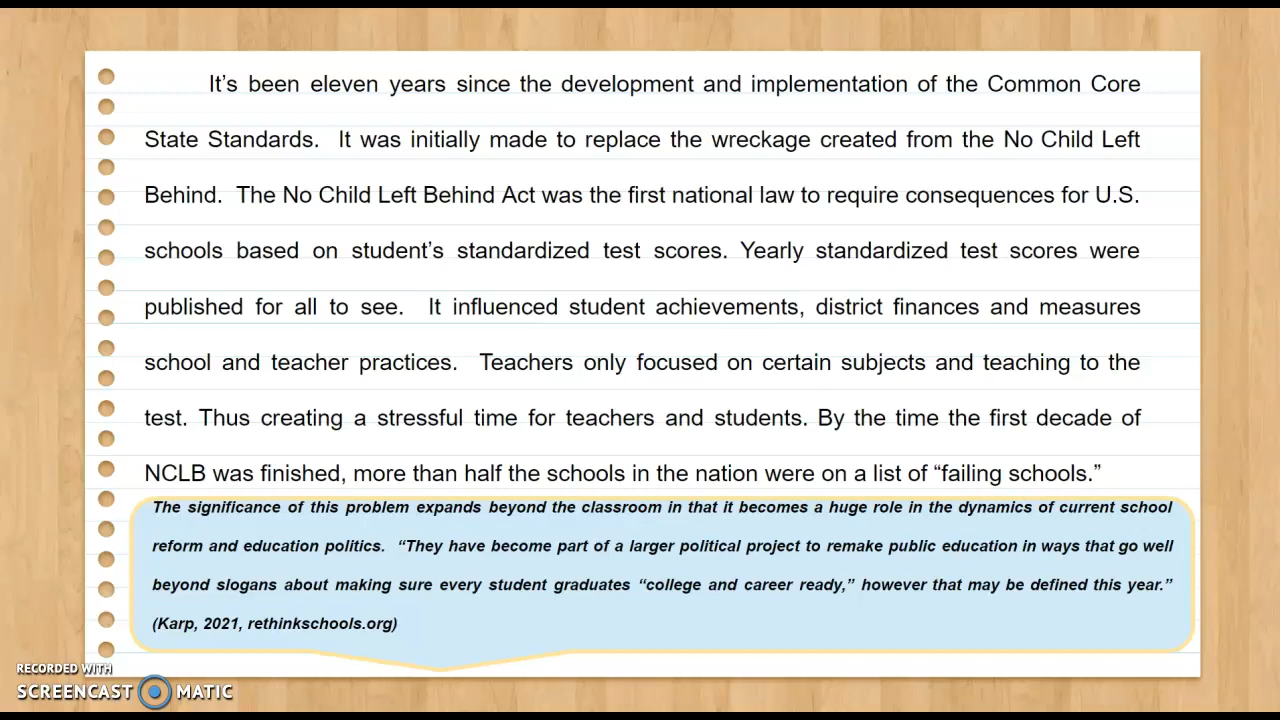 It’s been eleven years since the development and implementation of the Common Core
State Standards.  It was initially made to replace the wreckage created from the No Child Left
Behind.  The No Child Left Behind Act was the first national law to require consequences for U.S.
schools based on student’s standardized test scores. Yearly standardized test scores were
published for all to see.  It influenced student achievements, district finances and measures
school and teacher practices.  Teachers only focused on certain subjects and teaching to the
test. Thus creating a stressful time for teachers and students. By the time the first decade of
NCLB was finished, more than half the schools in the nation were on a list of “failing schools.”
The significance of this problem expands beyond the classroom in that it becomes a huge role in the dynamics of current school
reform and education politics.  “They have become part of a larger political project to remake public education in ways that go well
beyond slogans about making sure every student graduates “college and career ready,” however that may be defined this year.”
(Karp, 2021, rethinkschools.org)
RECORDED WITH
SCREENCAST MATIC